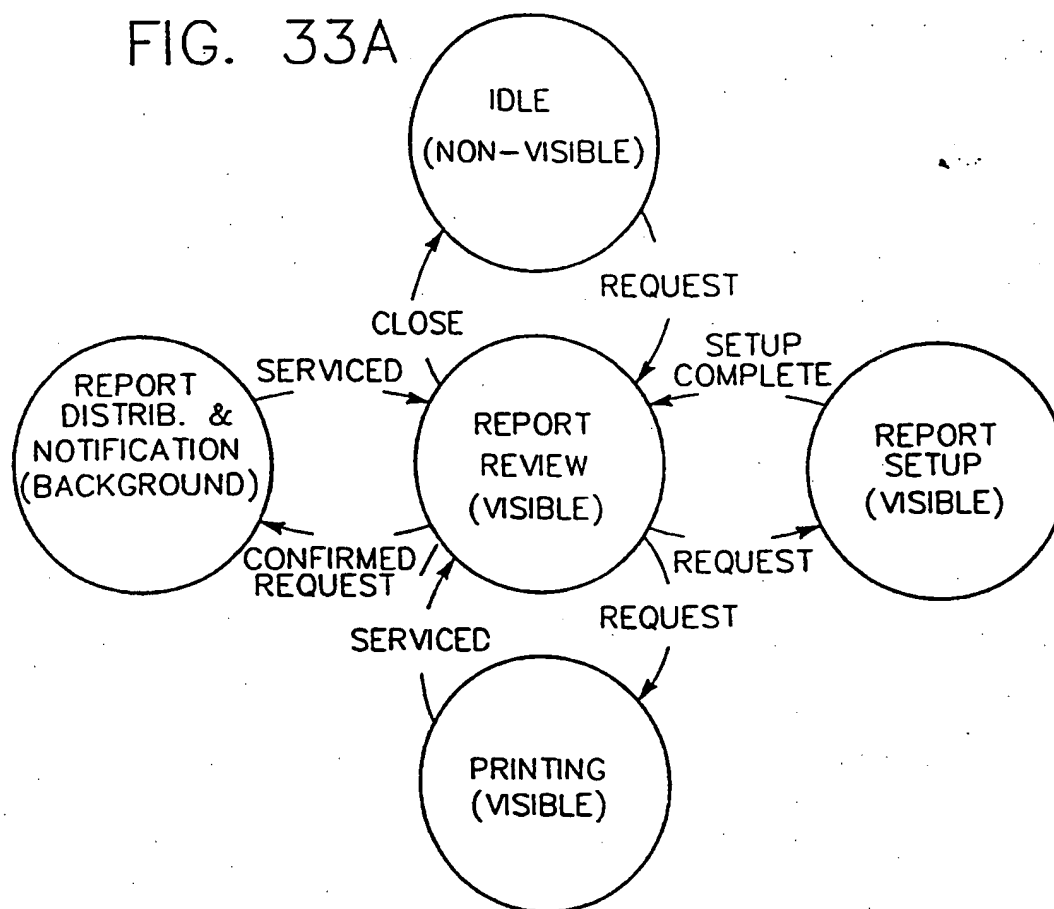 FIG. 33A
IDLE
(NON-VISIBLE)
REQUEST
CLOSE
SETUP
COMPLETE
SERVICED
REPORT
DISTRIB. &
NOTIFICATION
(BACKGROUND)
REPORT
REVIEW
(VISIBLE)
REPORT
SETUP
(VISIBLE)
CONFIRMED
REQUEST
REQUEST
SERVICED
REQUEST
PRINTING
(VISIBLE)